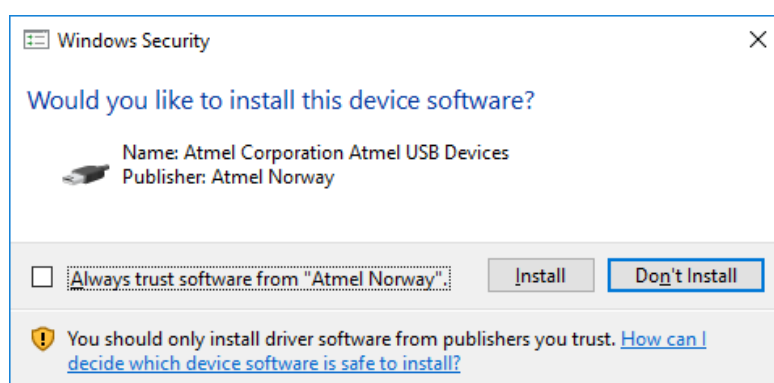 Windows Security
Would you like to install this device software?
Name: Atmel Corporation Atmel USB Devices
Publisher: Atmel Norway
Always trust software from "Atmel Norway".
Install
Don't Install
You should only install driver software from publishers you trust. How can I
decide which device software is safe to install?